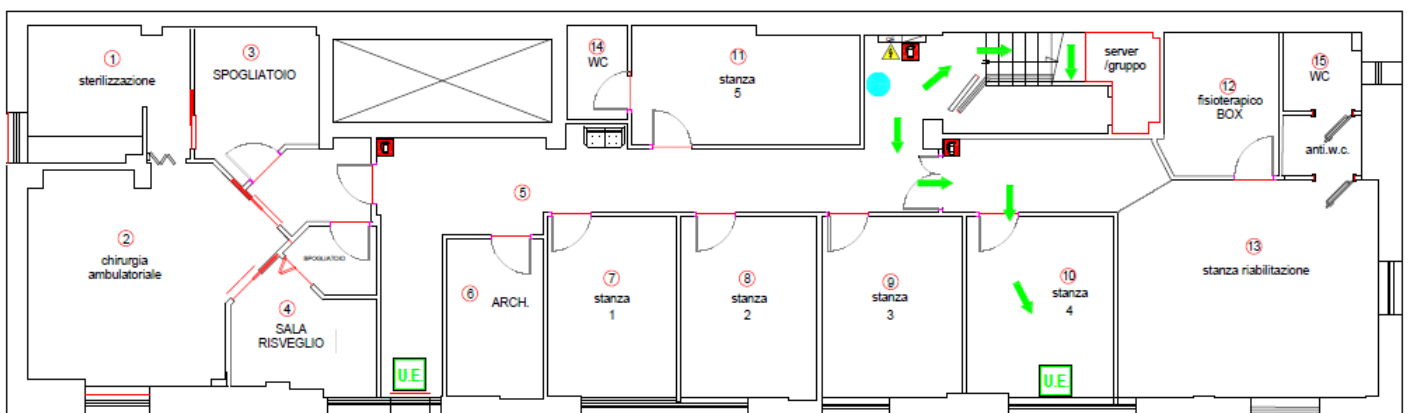 1
sterilizzazione
3
SPOGLIATOIO
14
WC
11
stanza
5
server
/gruppo
12
fisioterapico
BOX
15
WC
anti.w.c.
2
chirurgia
ambulatoriale
SPOGLIATOIO
4
SALA
RISVEGLIO
5
6
ARCH.
7
stanza
1
8
stanza
2
9
stanza
3
10
stanza
4
13
stanza riabilitazione
U.E.
U.E.